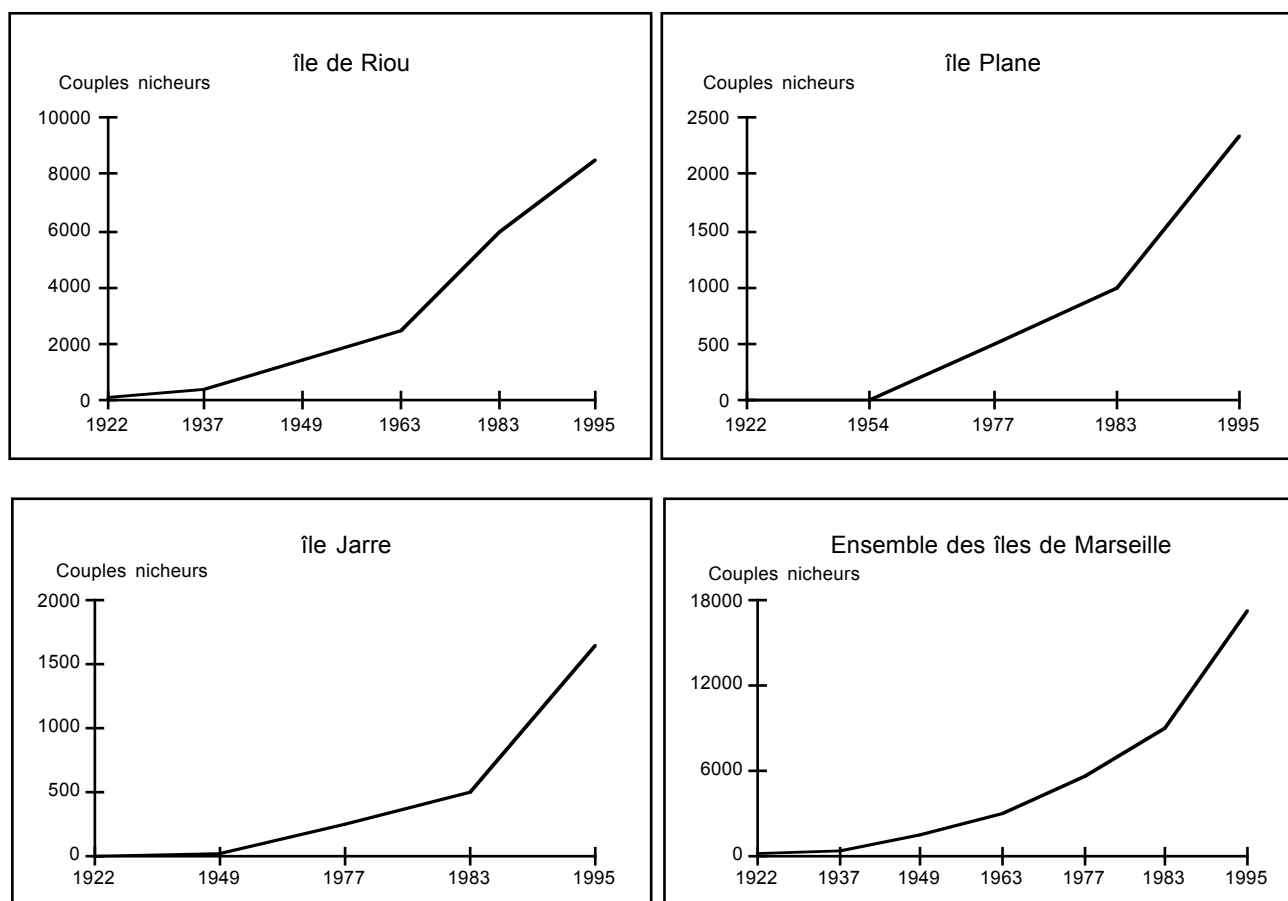 île de Riou
Couples nicheurs
10000
8000
6000
4000
2000
0
1922 1937 1949 1963 1983 1995
île Plane
Couples nicheurs
2500
2000
1500
1000
500
0
1922 1954 1977 1983 1995
île Jarre
Couples nicheurs
2000
1500
1000
500
0
1922 1949 1977 1983 1995
Ensemble des îles de Marseille
Couples nicheurs
18000
12000
6000
0
1922 1937 1949 1963 1977 1983 1995